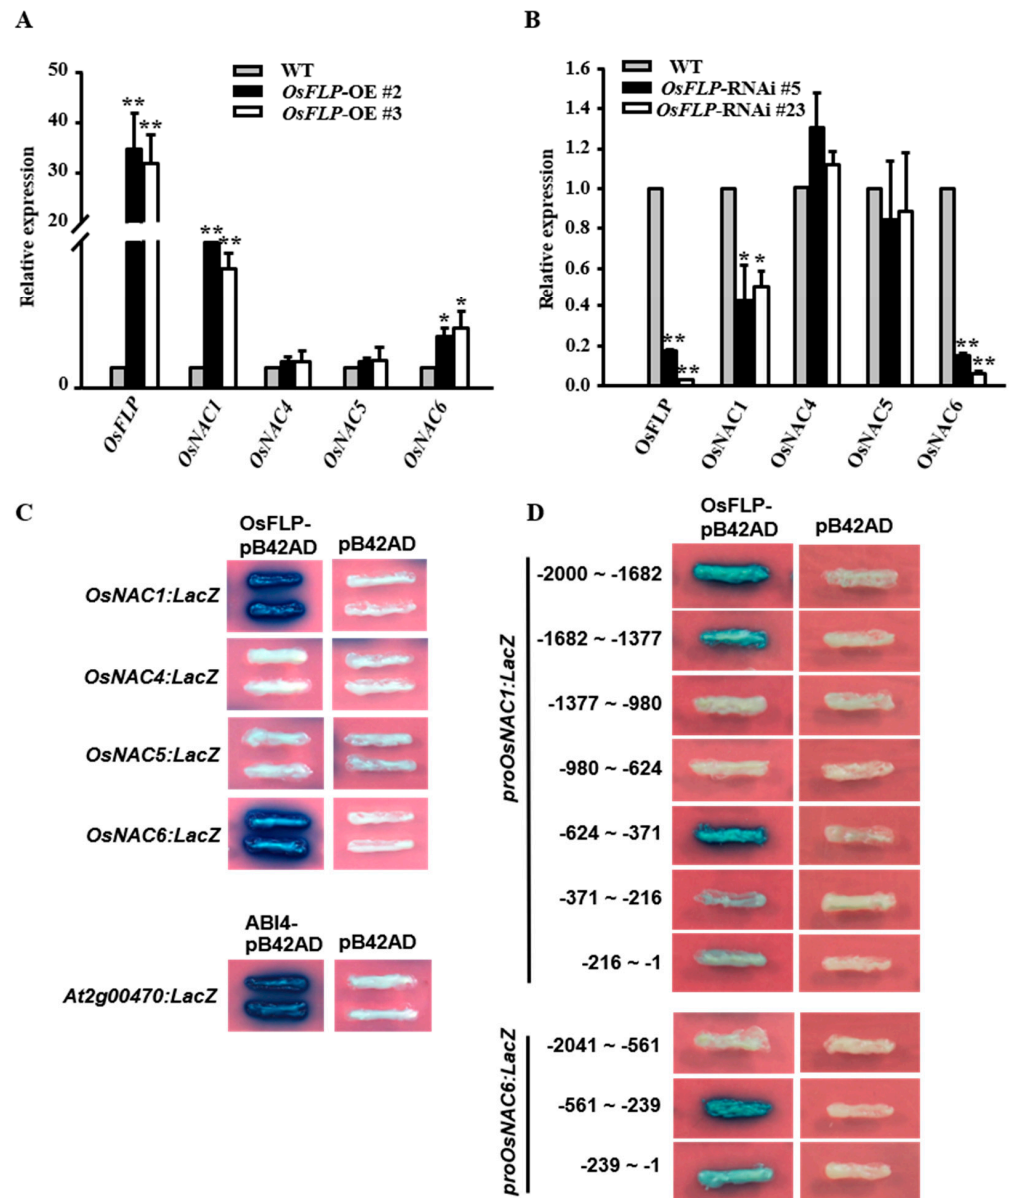 A
50
30
20
0
Relative expression
WT
OsFLP-OE #2
OsFLP-OE #3
**
**
**
**
*
*
OsFLP
OsNAC1
OsNAC4
OsNAC5
OsNAC6
B
1.6
1.4
1.2
1.0
0.8
0.6
0.4
0.2
0.0
Relative expression
WT
OsFLP-RNAi #5
OsFLP-RNAi #23
**
**
*
*
**
**
OsFLP
OsNAC1
OsNAC4
OsNAC5
OsNAC6
C
OsFLP-
pB42AD
pB42AD
OsNAC1:LacZ
OsNAC4:LacZ
OsNAC5:LacZ
OsNAC6:LacZ
ABI4-
pB42AD
pB42AD
At2g00470:LacZ
D
OsFLP-
pB42AD
pB42AD
proOsNAC1:LacZ
-2000 ~ -1682
-1682 ~ -1377
-1377 ~ -980
-980 ~ -624
-624 ~ -371
-371 ~ -216
-216 ~ -1
proOsNAC6:LacZ
-2041 ~ -561
-561 ~ -239
-239 ~ -1